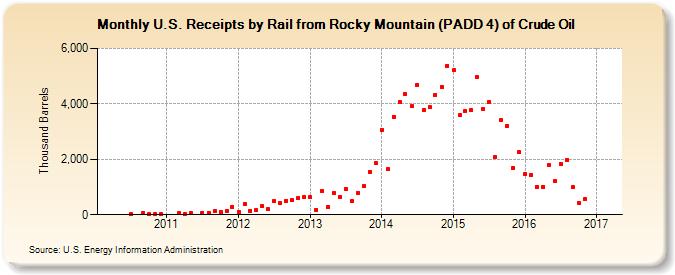 Monthly U.S. Receipts by Rail from Rocky Mountain (PADD 4) of Crude Oil
Thousand Barrels
6,000
4,000
2,000
0
2011 2012 2013 2014 2015 2016 2017
Source: U.S. Energy Information Administration